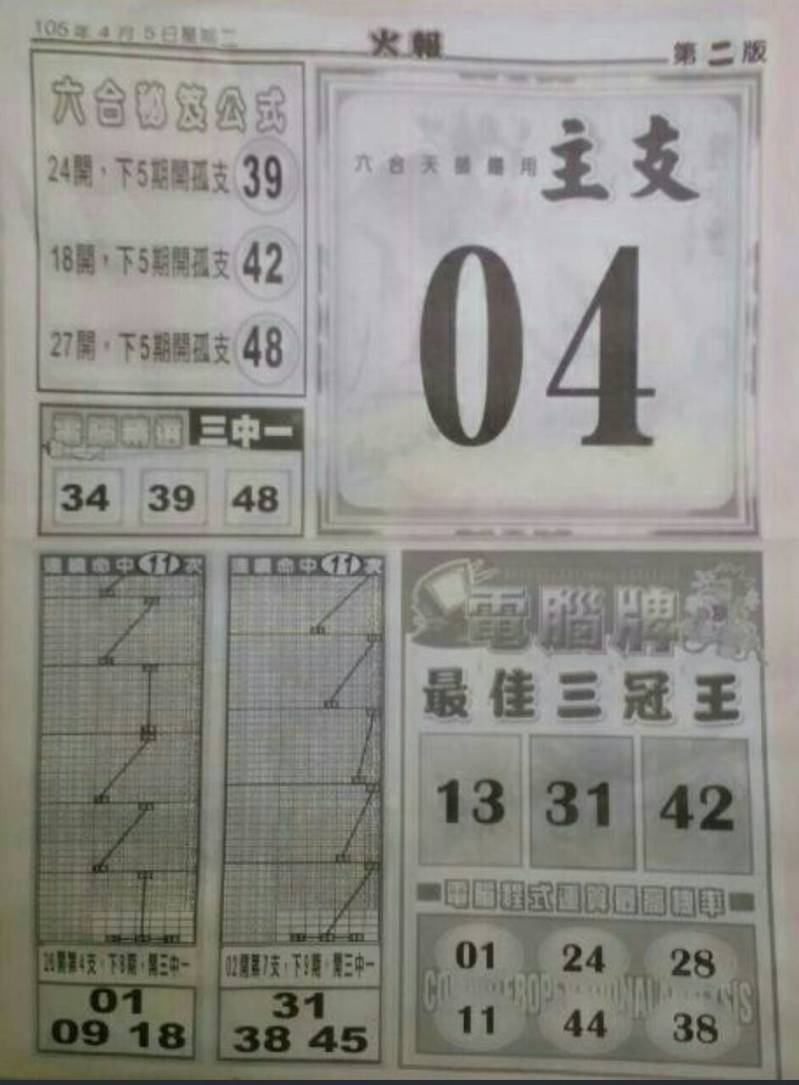 105年4月5日星期二
火報
第二版
六合秘笈公式
24開，下5期開孤支 39
18開，下5期開孤支 42
27開，下5期開孤支 48
六合天
用
主支
04
三中一
34 39 48
連續命中11次
26開第4支，下8期，開三中一
01
09 18
連續命中11次
02開第7支，下9期，開三中一
31
38 45
電腦牌
最佳三冠王
13 31 42
電腦程式運算最高機率
01 24 28
11 44 38